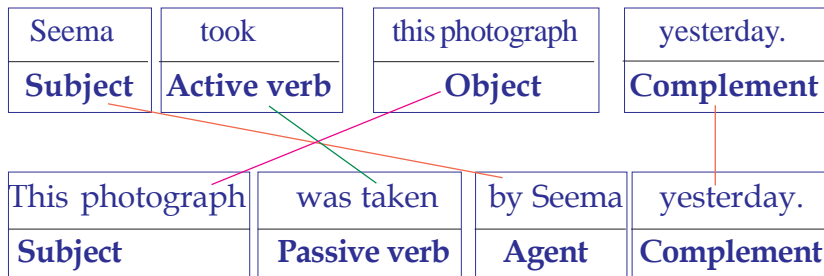 Seema took this photograph yesterday.
Subject Active verb Object Complement
This photograph was taken by Seema yesterday.
Subject Passive verb Agent Complement